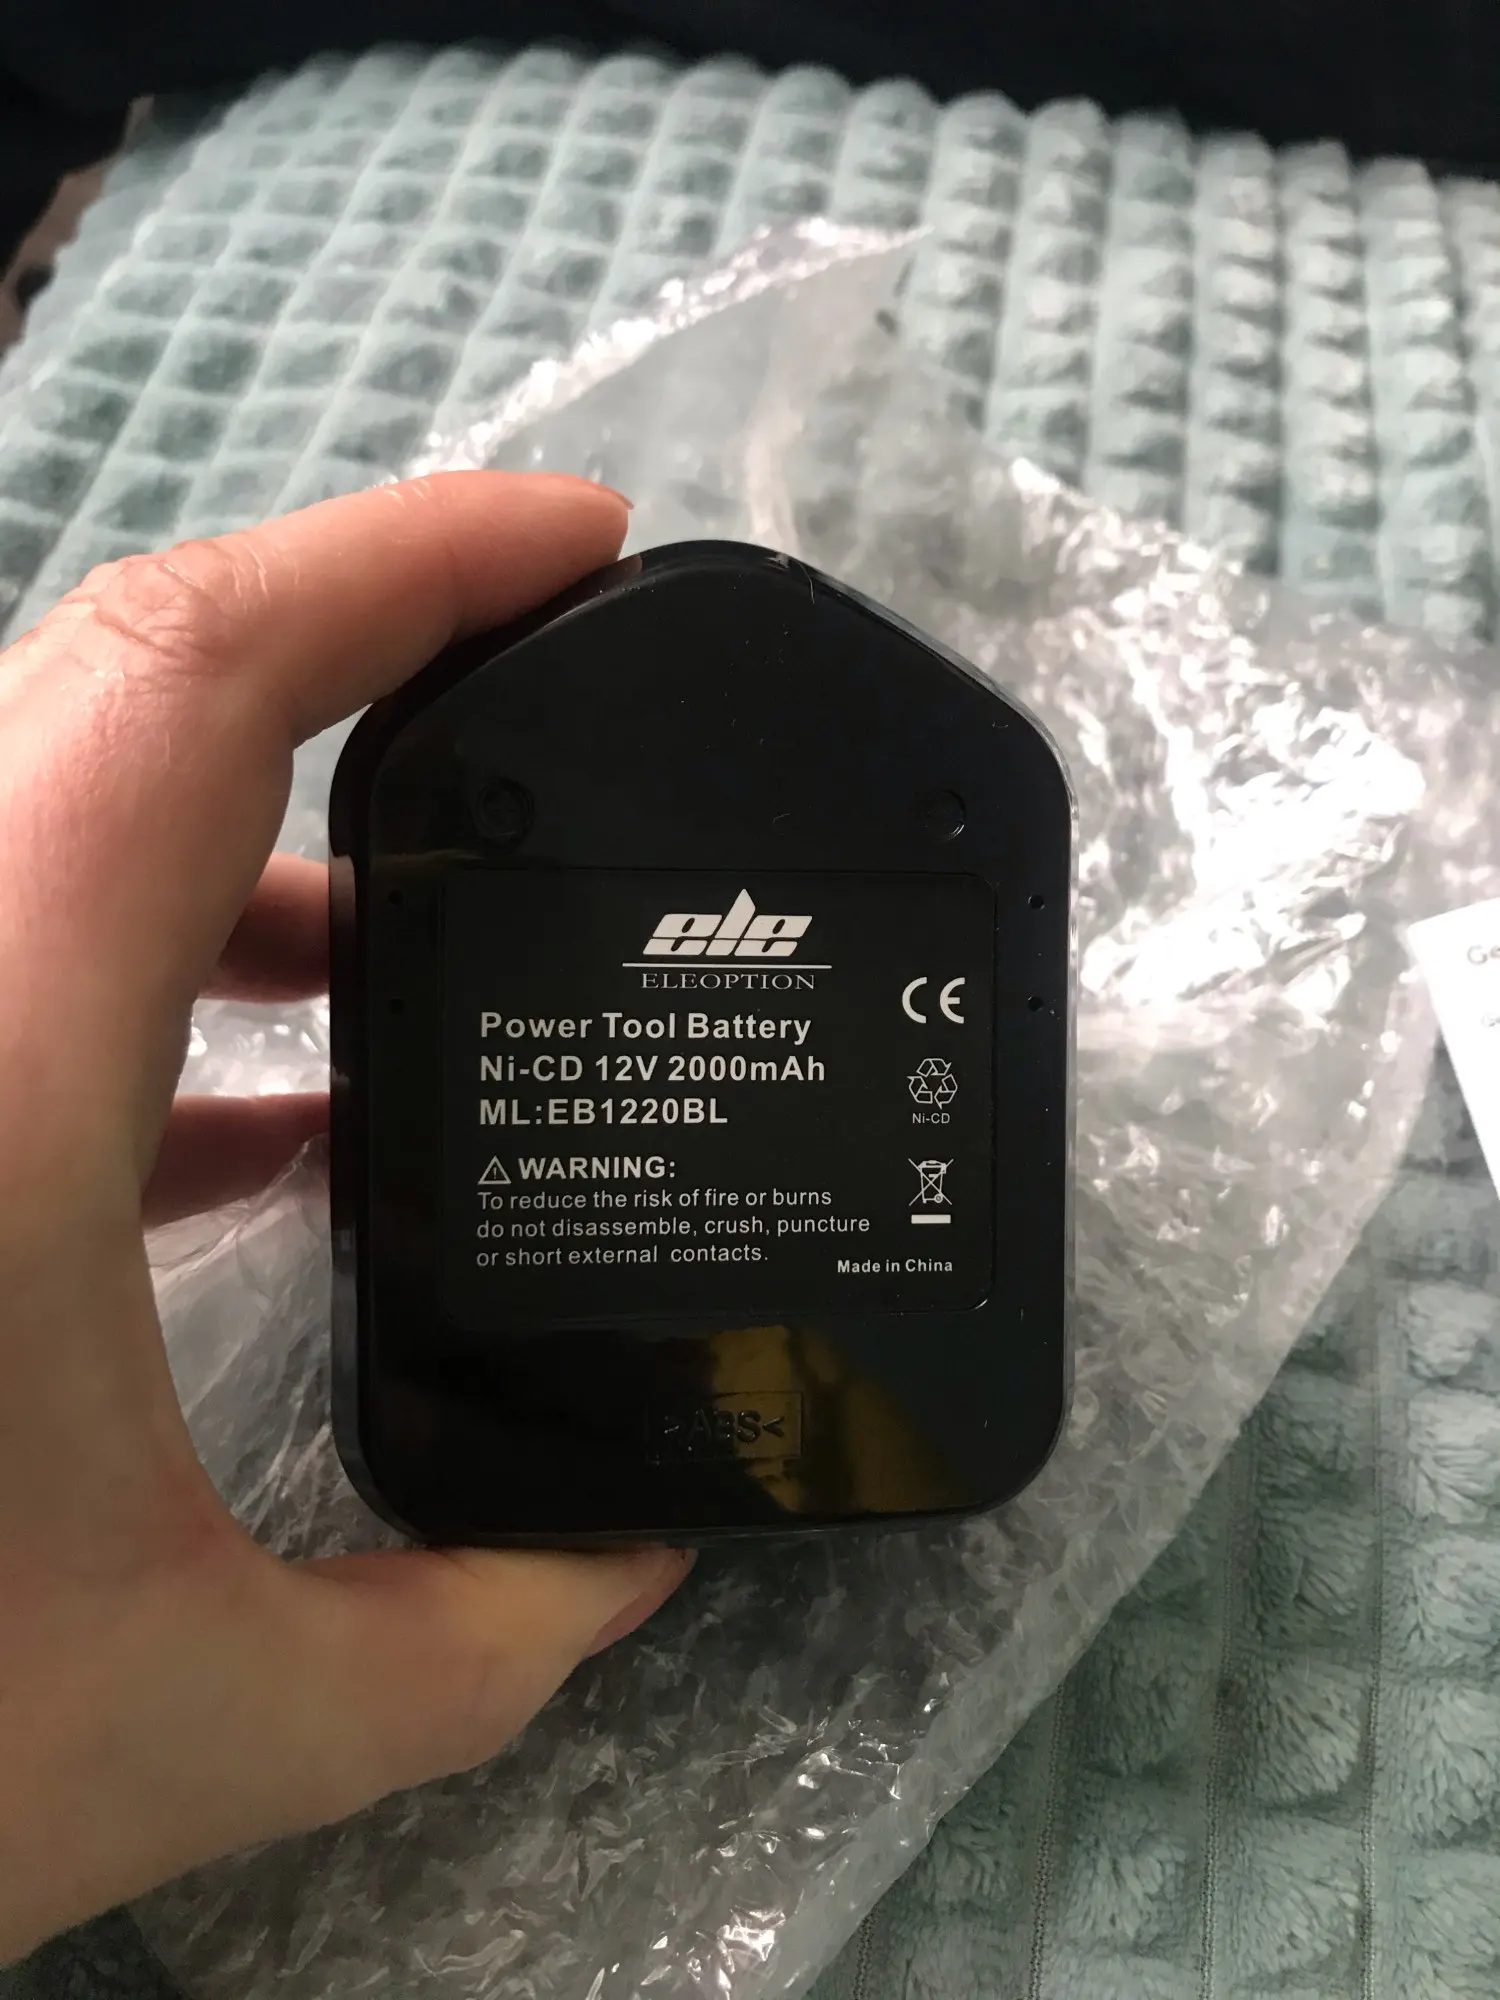 ele
ELEOPTION
Power Tool Battery
Ni-CD 12V 2000mAh
ML:EB1220BL
CE
Ni-CD
WARNING:
To reduce the risk of fire or burns
do not disassemble, crush, puncture
or short external contacts.
Made in China
>ABS<